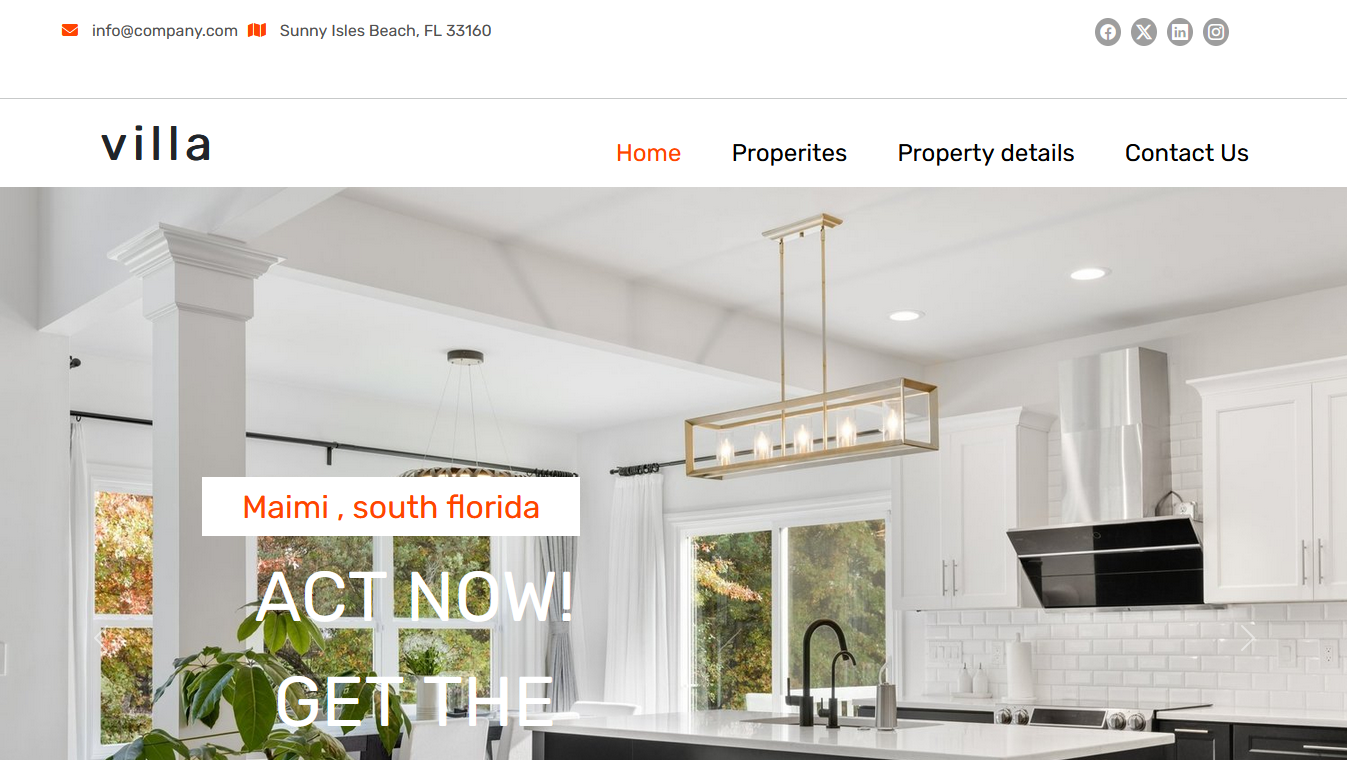 info@company.com Sunny Isles Beach, FL 33160
villa
Home Properites Property details Contact Us
Maimi , south florida
ACT NOW!
GET THE